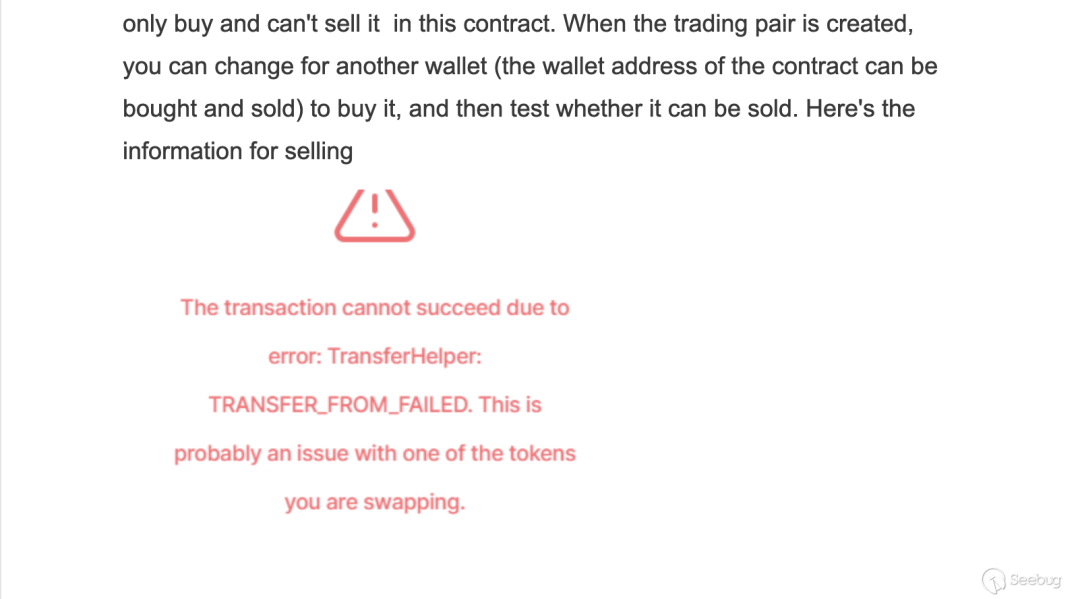 only buy and can't sell it  in this contract. When the trading pair is created,
you can change for another wallet (the wallet address of the contract can be
bought and sold) to buy it, and then test whether it can be sold. Here's the
information for selling
The transaction cannot succeed due to
error: TransferHelper:
TRANSFER_FROM_FAILED. This is
probably an issue with one of the tokens
you are swapping.
Seebug